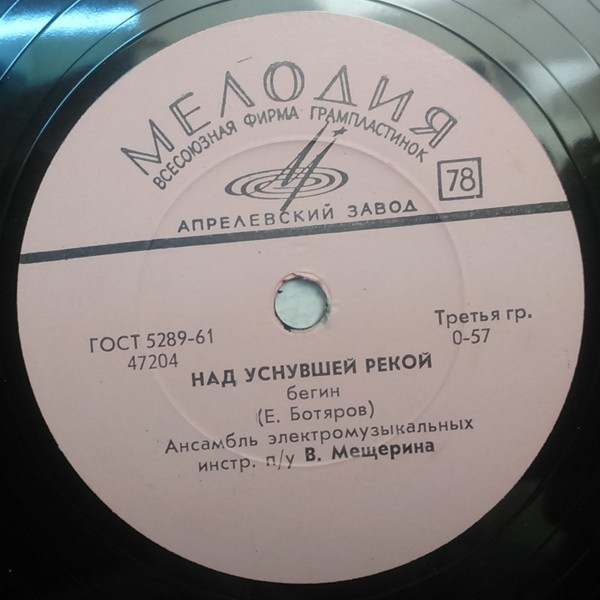 МЕЛОДИЯ
ВСЕСОЮЗНАЯ ФИРМА ГРАМПЛАСТИНОК
78
АПРЕЛЕВСКИЙ ЗАВОД
ГОСТ 5289-61
47204
Третья гр.
0-57
НАД УСНУВШЕЙ РЕКОЙ
бегин
(Е. Ботяров)
Ансамбль электромузыкальных
инстр. п/у В. Мещерина